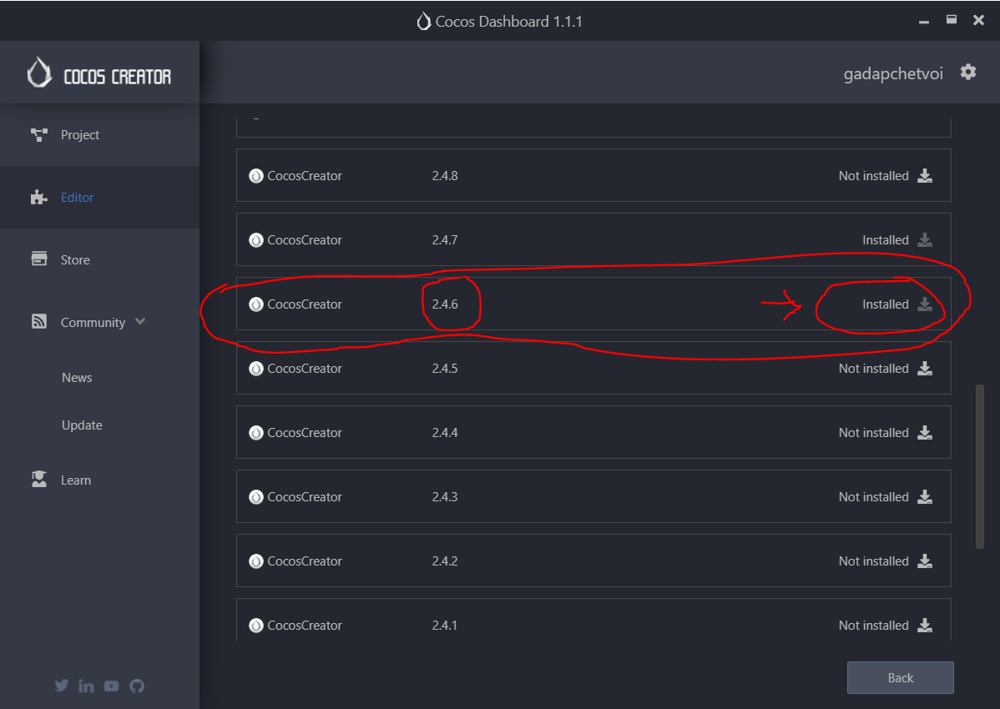 Cocos Dashboard 1.1.1
COCOS CREATOR
gadapchetvoi
Project
Editor
Store
Community
News
Update
Learn
CocosCreator 2.4.8 Not installed
CocosCreator 2.4.7 Installed
CocosCreator 2.4.6 Installed
CocosCreator 2.4.5 Not installed
CocosCreator 2.4.4 Not installed
CocosCreator 2.4.3 Not installed
CocosCreator 2.4.2 Not installed
CocosCreator 2.4.1 Not installed
Back